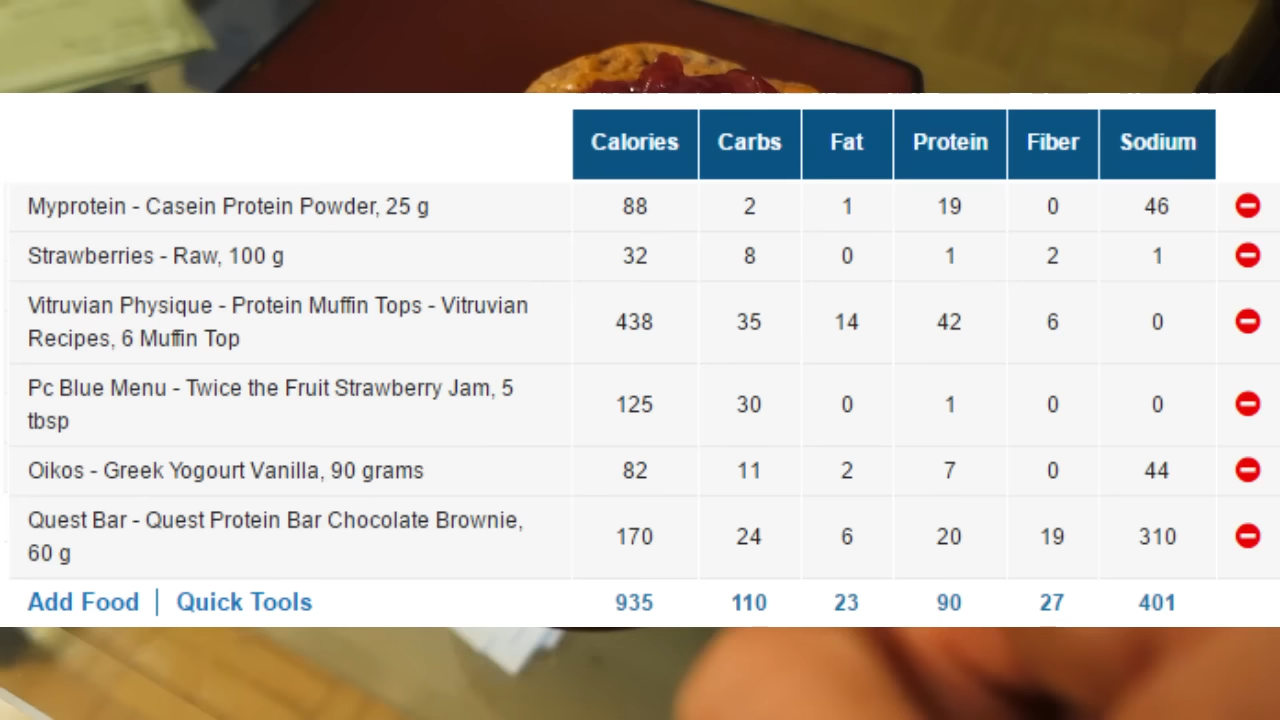 Calories Carbs Fat Protein Fiber Sodium
Myprotein - Casein Protein Powder, 25 g 88 2 1 19 0 46
Strawberries - Raw, 100 g 32 8 0 1 2 1
Vitruvian Physique - Protein Muffin Tops - Vitruvian
Recipes, 6 Muffin Top 438 35 14 42 6 0
Pc Blue Menu - Twice the Fruit Strawberry Jam, 5
tbsp 125 30 0 1 0 0
Oikos - Greek Yogourt Vanilla, 90 grams 82 11 2 7 0 44
Quest Bar - Quest Protein Bar Chocolate Brownie,
60 g 170 24 6 20 19 310
Add Food | Quick Tools 935 110 23 90 27 401